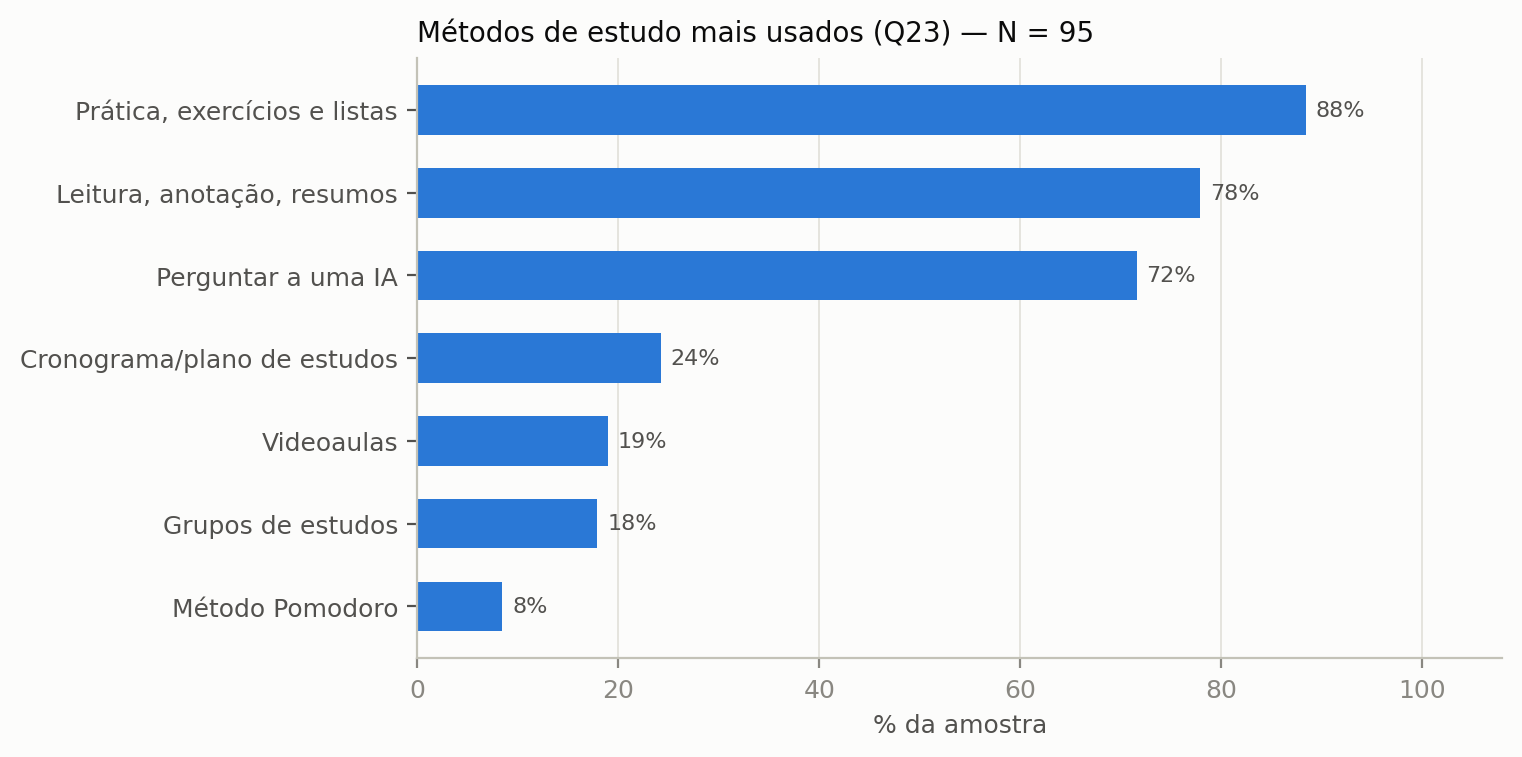 Métodos de estudo mais usados (Q23) — N = 95
Prática, exercícios e listas 88%
Leitura, anotação, resumos 78%
Perguntar a uma IA 72%
Cronograma/plano de estudos 24%
Videoaulas 19%
Grupos de estudos 18%
Método Pomodoro 8%
0 20 40 60 80 100
% da amostra